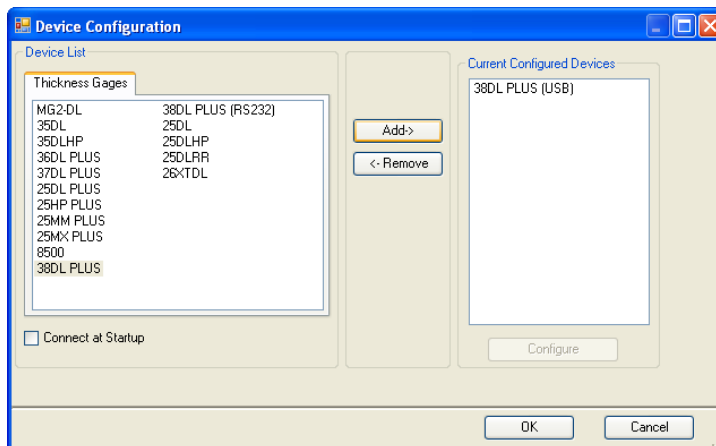 Device Configuration
Device List
Thickness Gages
MG2-DL
35DL
35DLHP
36DL PLUS
37DL PLUS
25DL PLUS
25HP PLUS
25MM PLUS
25MX PLUS
8500
38DL PLUS
38DL PLUS (RS232)
25DL
25DLHP
25DLRR
26XTDL
Connect at Startup
Add->
<- Remove
Current Configured Devices
38DL PLUS (USB)
Configure
OK
Cancel